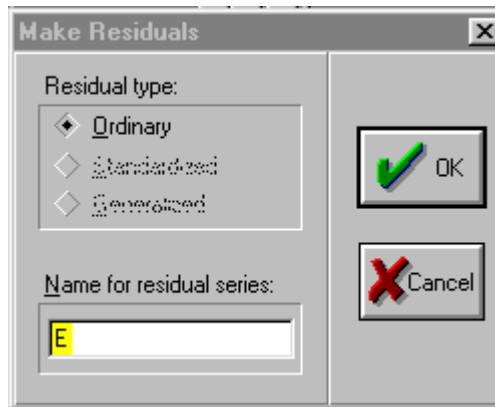 Make Residuals
Residual type:
Ordinary
Standardized
Generalized
OK
Name for residual series:
Cancel
E